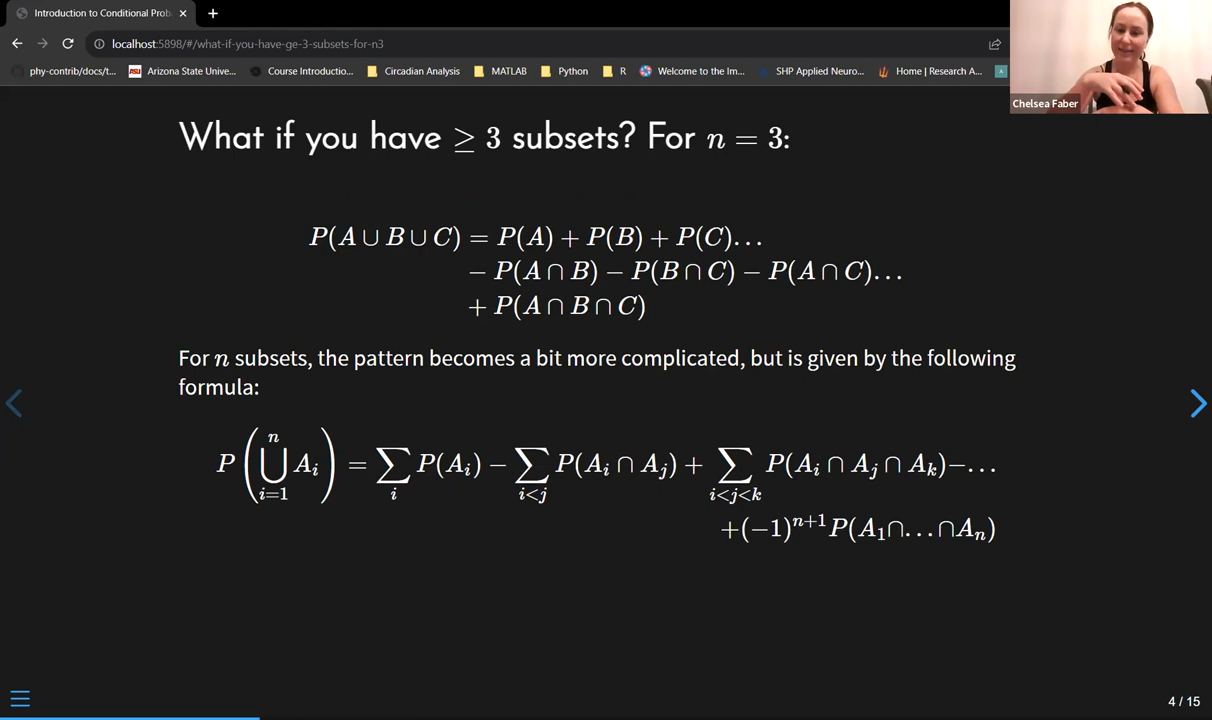 Introduction to Conditional Prob
localhost:5898/#/what-if-you-have-ge-3-subsets-for-n3
phy-contrib/docs/t...
Arizona State Unive...
Course Introductio...
Circadian Analysis
MATLAB
Python
R
Welcome to the Im...
SHP Applied Neuro...
Home | Research A...
Chelsea Faber
What if you have ≥ 3 subsets? For n = 3:
P(A ∪ B ∪ C) = P(A) + P(B) + P(C)...
− P(A ∩ B) − P(B ∩ C) − P(A ∩ C)...
+ P(A ∩ B ∩ C)
For n subsets, the pattern becomes a bit more complicated, but is given by the following
formula:
P(⋃_{i=1}^{n} A_i) = ∑_i P(A_i) − ∑_{i<j} P(A_i ∩ A_j) + ∑_{i<j<k} P(A_i ∩ A_j ∩ A_k)−...
+(−1)^{n+1} P(A_1∩...∩A_n)
4 / 15